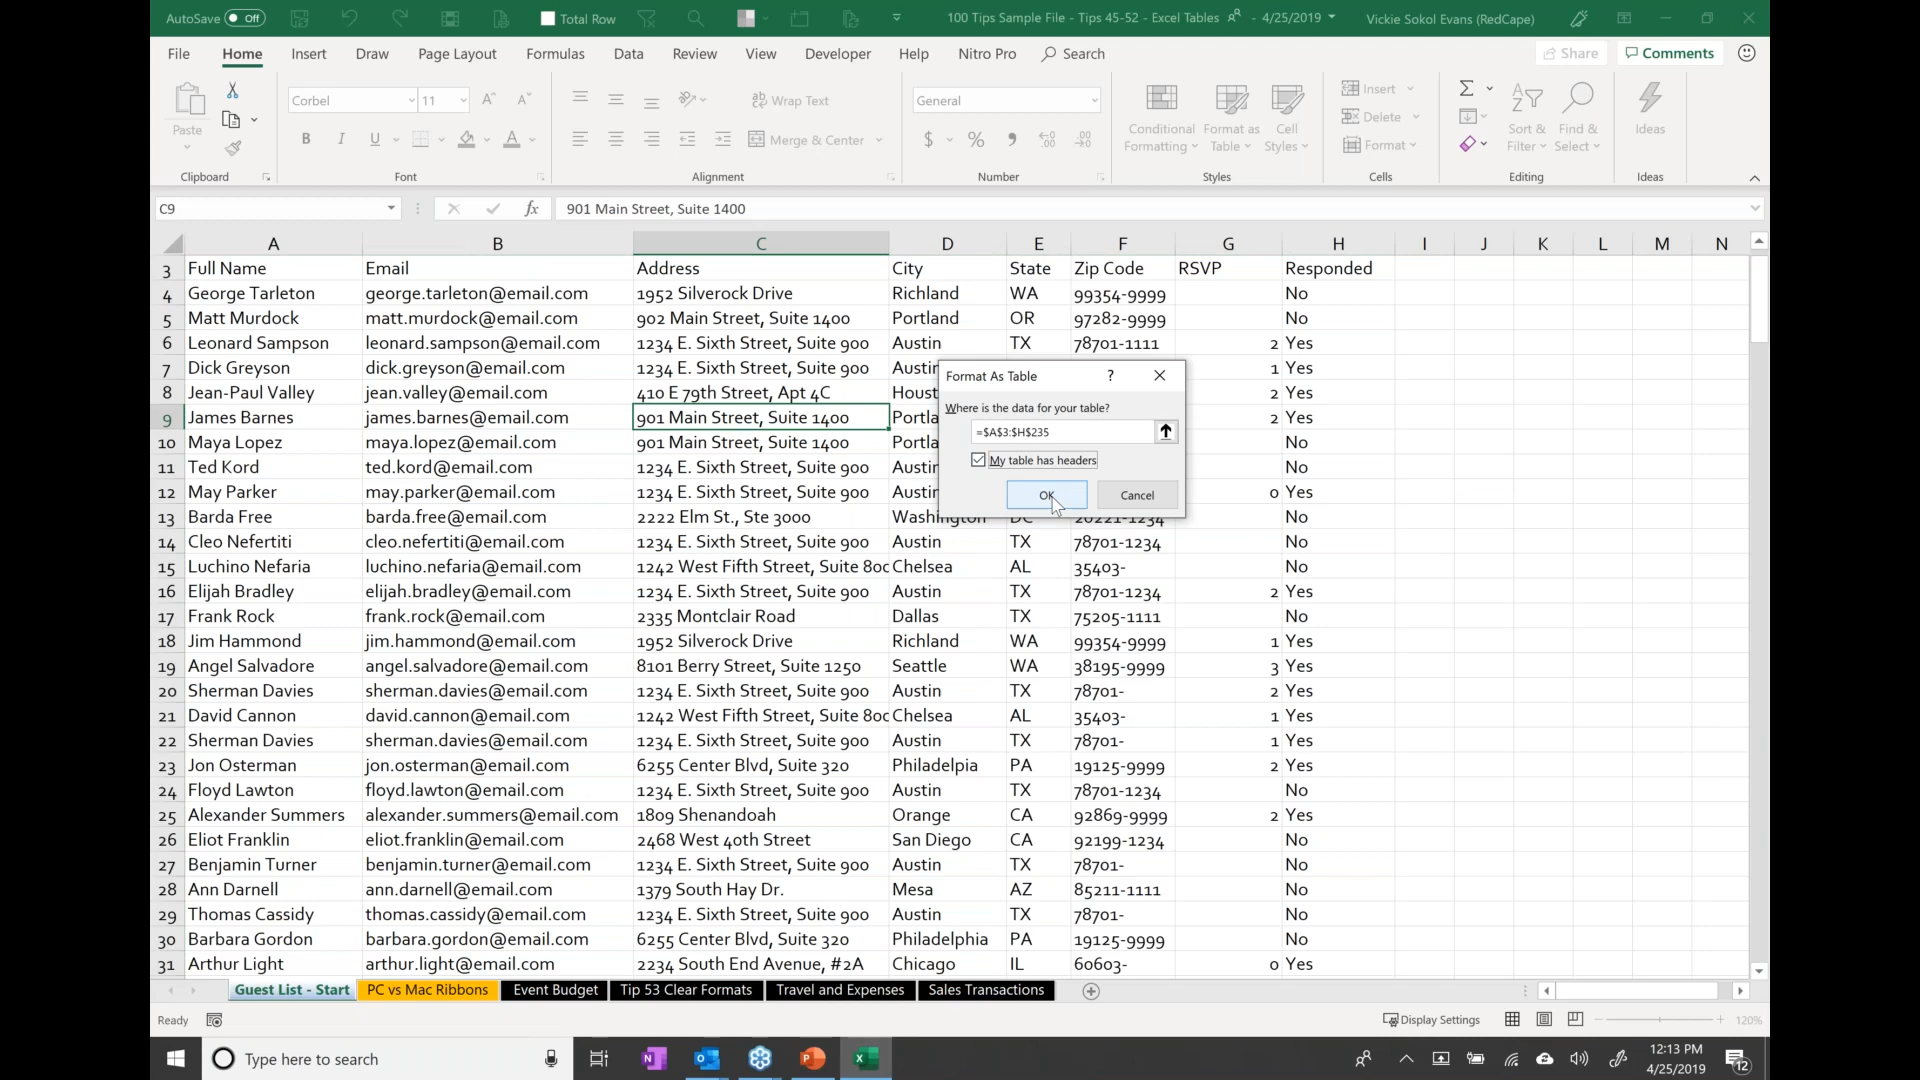 AutoSave Off Total Row 100 Tips Sample File - Tips 45-52 - Excel Tables - 4/25/2019 Vickie Sokol Evans (RedCape)
File Home Insert Draw Page Layout Formulas Data Review View Developer Help Nitro Pro Search Share Comments
Paste Corbel 11 Wrap Text General Conditional Formatting Format as Table Cell Styles Insert Sort & Filter Find & Select Ideas
B I U Merge & Center $ % Delete
Format
Clipboard Font Alignment Number Styles Cells Editing Ideas
C9 fx 901 Main Street, Suite 1400
A B C D E F G H I J K L M N
3 Full Name Email Address City State Zip Code RSVP Responded
4 George Tarleton george.tarleton@email.com 1952 Silverock Drive Richland WA 99354-9999 No
5 Matt Murdock matt.murdock@email.com 902 Main Street, Suite 1400 Portland OR 97282-9999 No
6 Leonard Sampson leonard.sampson@email.com 1234 E. Sixth Street, Suite 900 Austin TX 78701-1111 2 Yes
7 Dick Greyson dick.greyson@email.com 1234 E. Sixth Street, Suite 900 Austin 1 Yes
8 Jean-Paul Valley jean.valley@email.com 410 E 79th Street, Apt 4C Houst 2 Yes
9 James Barnes james.barnes@email.com 901 Main Street, Suite 1400 Portla 2 Yes
10 Maya Lopez maya.lopez@email.com 901 Main Street, Suite 1400 Portla No
11 Ted Kord ted.kord@email.com 1234 E. Sixth Street, Suite 900 Austin No
12 May Parker may.parker@email.com 1234 E. Sixth Street, Suite 900 Austin 0 Yes
13 Barda Free barda.free@email.com 2222 Elm St., Ste 3000 Washington DC 20221-1234 No
14 Cleo Nefertiti cleo.nefertiti@email.com 1234 E. Sixth Street, Suite 900 Austin TX 78701-1234 No
15 Luchino Nefaria luchino.nefaria@email.com 1242 West Fifth Street, Suite 80c Chelsea AL 35403- No
16 Elijah Bradley elijah.bradley@email.com 1234 E. Sixth Street, Suite 900 Austin TX 78701-1234 2 Yes
17 Frank Rock frank.rock@email.com 2335 Montclair Road Dallas TX 75205-1111 No
18 Jim Hammond jim.hammond@email.com 1952 Silverock Drive Richland WA 99354-9999 1 Yes
19 Angel Salvadore angel.salvadore@email.com 8101 Berry Street, Suite 1250 Seattle WA 38195-9999 3 Yes
20 Sherman Davies sherman.davies@email.com 1234 E. Sixth Street, Suite 900 Austin TX 78701- 2 Yes
21 David Cannon david.cannon@email.com 1242 West Fifth Street, Suite 80c Chelsea AL 35403- 1 Yes
22 Sherman Davies sherman.davies@email.com 1234 E. Sixth Street, Suite 900 Austin TX 78701- 1 Yes
23 Jon Osterman jon.osterman@email.com 6255 Center Blvd, Suite 320 Philadelpia PA 19125-9999 2 Yes
24 Floyd Lawton floyd.lawton@email.com 1234 E. Sixth Street, Suite 900 Austin TX 78701-1234 No
25 Alexander Summers alexander.summers@email.com 1809 Shenandoah Orange CA 92869-9999 2 Yes
26 Eliot Franklin eliot.franklin@email.com 2468 West 40th Street San Diego CA 92199-1234 No
27 Benjamin Turner benjamin.turner@email.com 1234 E. Sixth Street, Suite 900 Austin TX 78701- No
28 Ann Darnell ann.darnell@email.com 1379 South Hay Dr. Mesa AZ 85211-1111 No
29 Thomas Cassidy thomas.cassidy@email.com 1234 E. Sixth Street, Suite 900 Austin TX 78701- No
30 Barbara Gordon barbara.gordon@email.com 6255 Center Blvd, Suite 320 Philadelphia PA 19125-9999 No
31 Arthur Light arthur.light@email.com 2234 South End Avenue, #2A Chicago IL 60603- 0 Yes
Format As Table ?
Where is the data for your table?
=$A$3:$H$235
My table has headers
OK Cancel
Guest List - Start PC vs Mac Ribbons Event Budget Tip 53 Clear Formats Travel and Expenses Sales Transactions
Ready Display Settings 120%
Type here to search 12:13 PM
4/25/2019 12